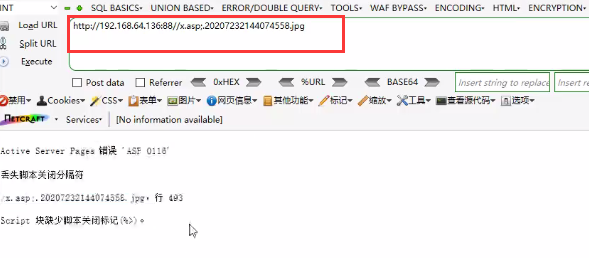 INT SQL BASICS UNION BASED ERROR/DOUBLE QUERY TOOLS WAF BYPASS ENCODING HTML ENCRYPTION
Load URL http://192.168.64.136:88//x.asp;.20207232144074558.jpg
Split URL
Execute
Post data Referrer 0xHEX %URL BASE64 Insert string to replace Insert re
禁用 Cookies CSS 表单 图片 网页信息 其他功能 标记 缩放 工具 查看源代码 选项
NETCRAFT Services [No information available]
Active Server Pages 错误 'ASP 0116'
丢失脚本关闭分隔符
/x.asp;.20207232144074558.jpg，行 493
Script 块缺少脚本关闭标记(%>)。